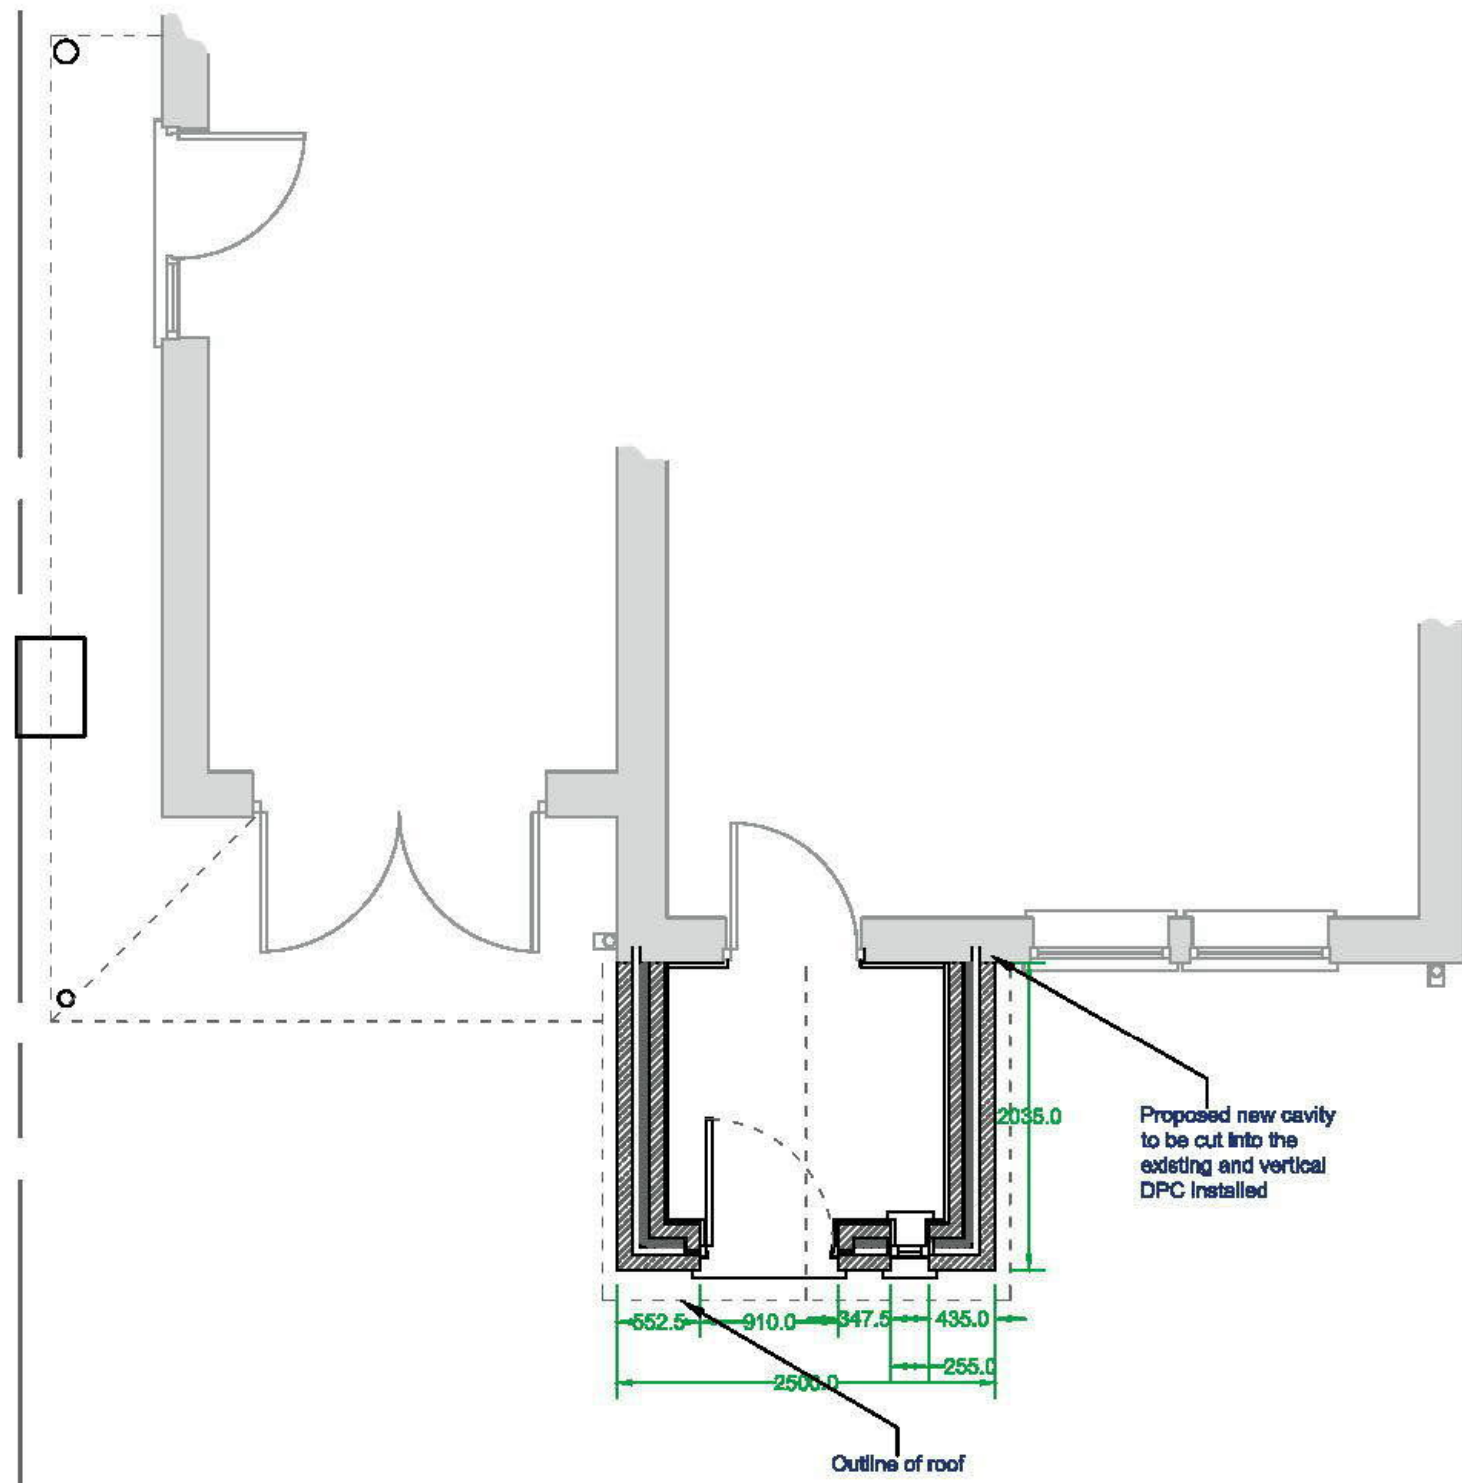 2035.0
Proposed new cavity
to be cut into the
existing and vertical
DPC installed
552.5 910.0 347.5 435.0
255.0
2500.0
Outline of roof